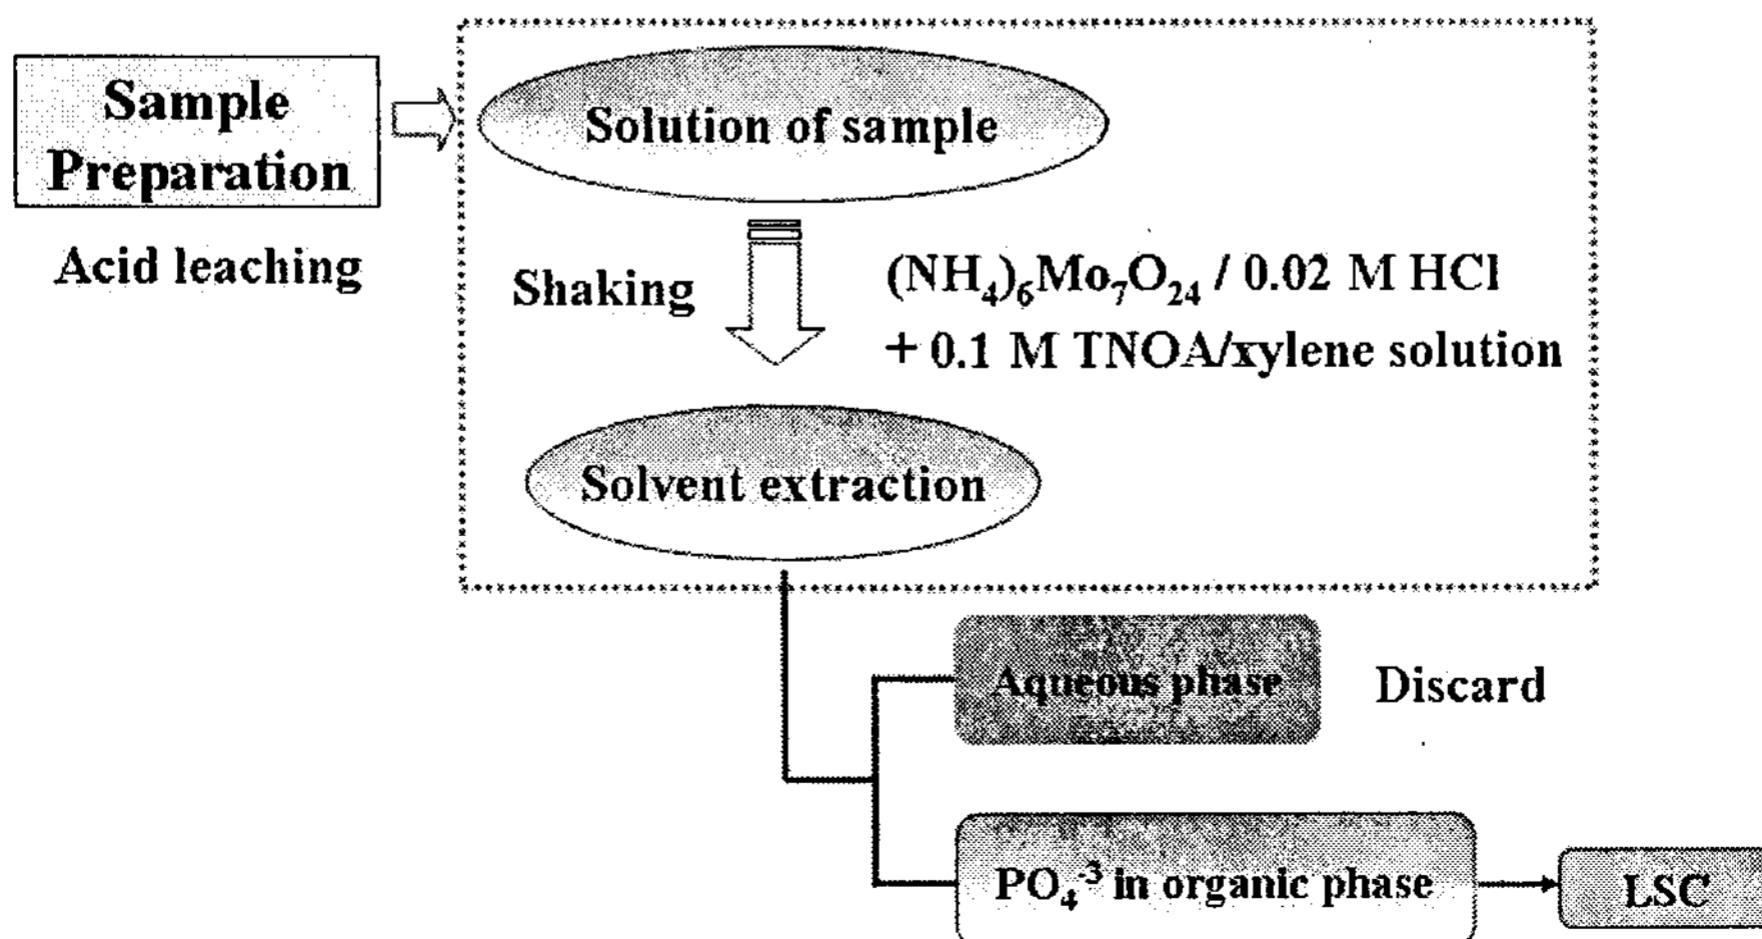 Sample
Preparation
Acid leaching
Solution of sample
Shaking
(NH₄)₆Mo₇O₂₄ / 0.02 M HCl
+ 0.1 M TNOA/xylene solution
Solvent extraction
Aqueous phase
Discard
PO₄⁻³ in organic phase
LSC